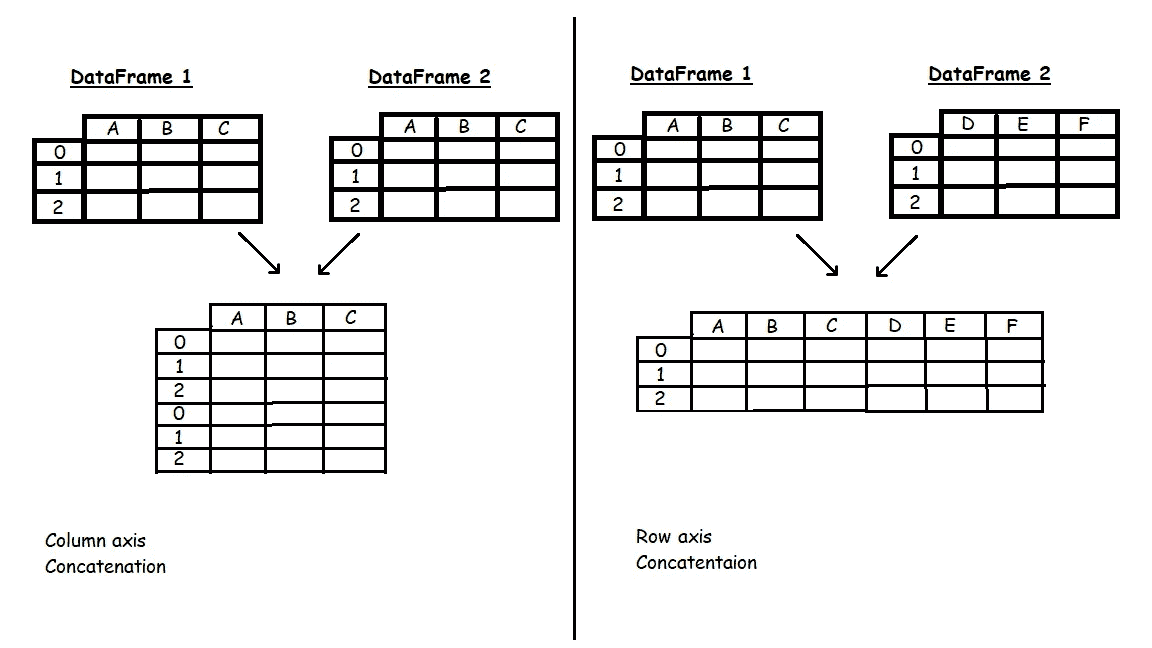 DataFrame 1
DataFrame 2
A B C
0
1
2
A B C
0
1
2
A B C
0
1
2
0
1
2
Column axis
Concatenation
DataFrame 1
DataFrame 2
A B C
0
1
2
D E F
0
1
2
A B C D E F
0
1
2
Row axis
Concatentaion